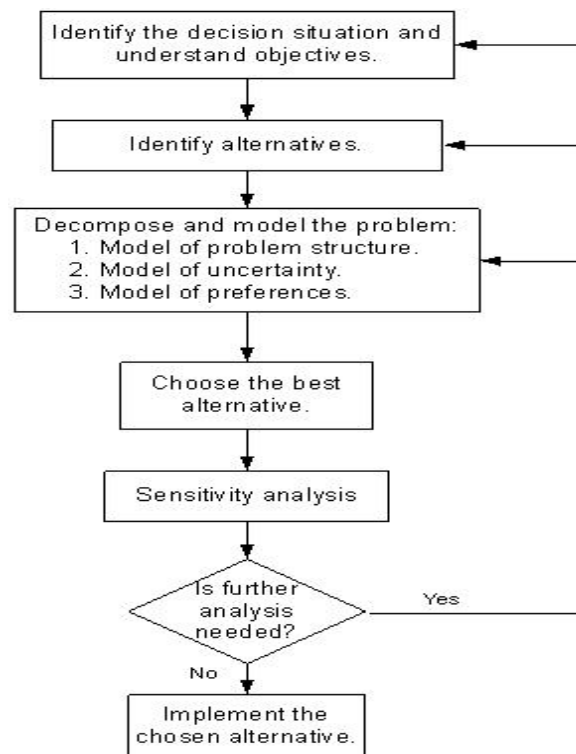 Identify the decision situation and
understand objectives.
Identify alternatives.
Decompose and model the problem:
1. Model of problem structure.
2. Model of uncertainty.
3. Model of preferences.
Choose the best
alternative.
Sensitivity analysis
Is further
analysis
needed?
Yes
No
Implement the
chosen alternative.